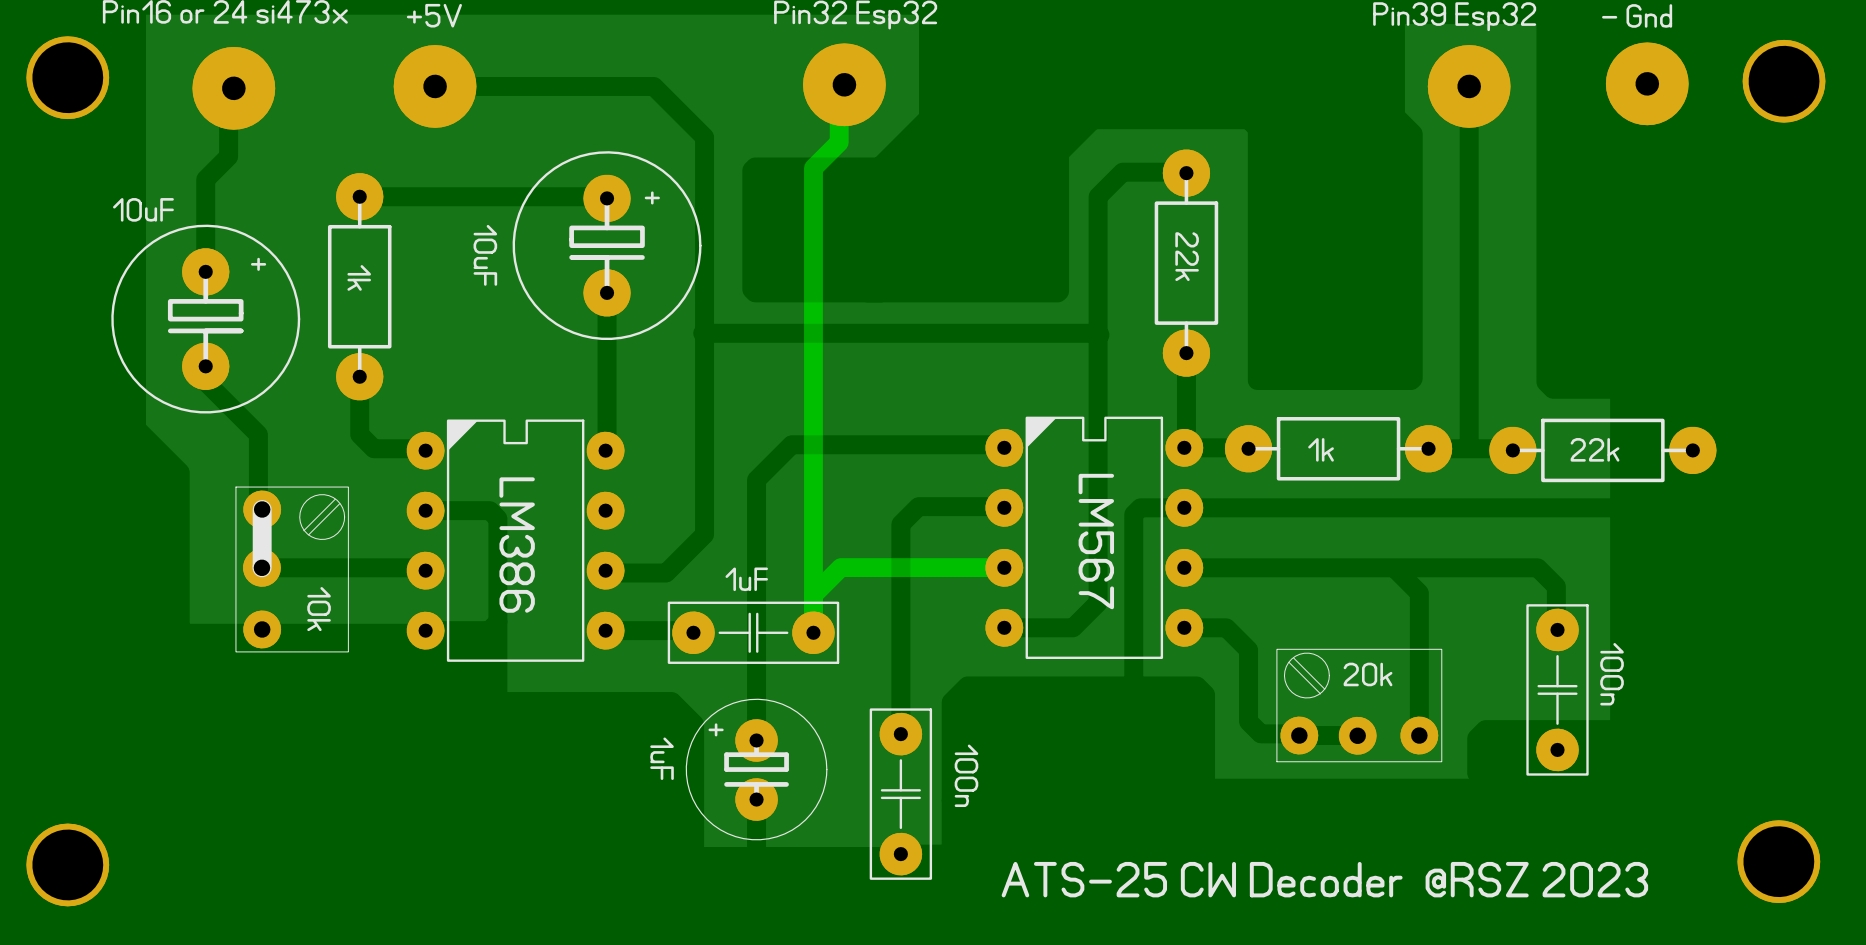 Pin16 or 24 si473x
+5V
Pin32 Esp32
Pin39 Esp32
- Gnd
10uF
+
1k
10uF
+
22k
LM386
LM567
1k
22k
10k
1uF
20k
100n
+
1uF
100n
ATS-25 CW Decoder @RSZ 2023